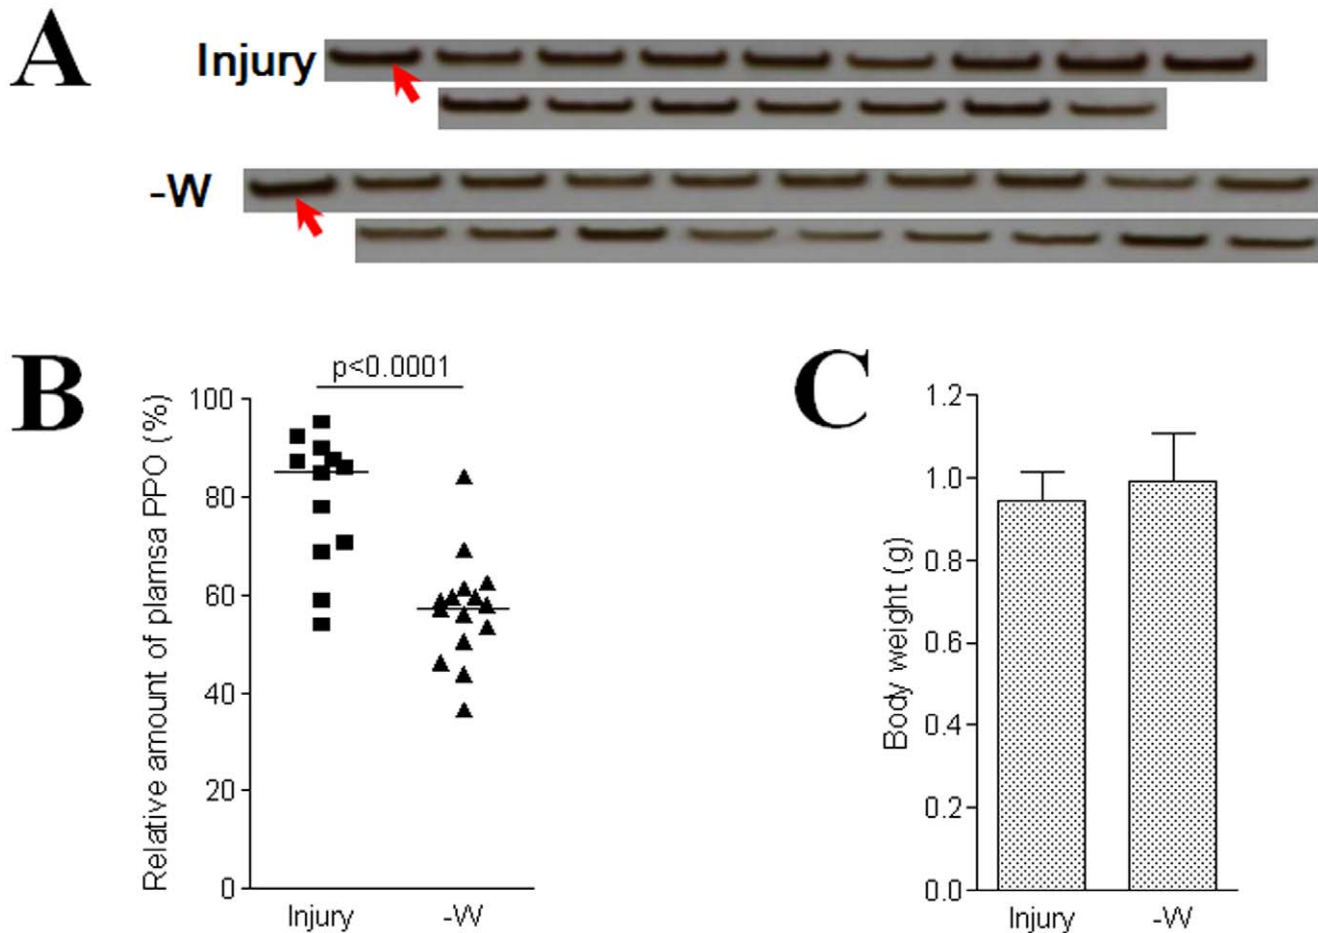 A
Injury
-W
B
p<0.0001
Relative amount of plamsa PPO (%)
100
80
60
40
20
0
Injury
-W
C
Body weight (g)
1.2
1.0
0.8
0.6
0.4
0.2
0.0
Injury
-W